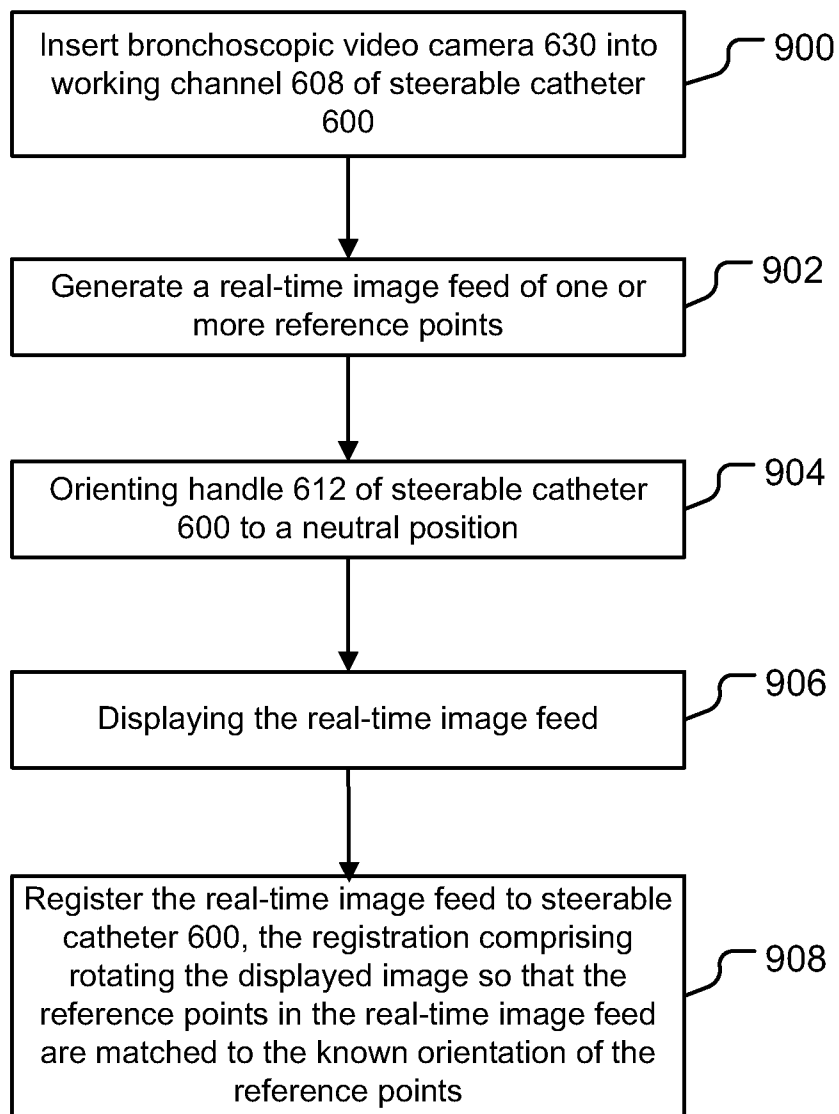 Insert bronchoscopic video camera 630 into
working channel 608 of steerable catheter
600
900
Generate a real-time image feed of one or
more reference points
902
Orienting handle 612 of steerable catheter
600 to a neutral position
904
Displaying the real-time image feed
906
Register the real-time image feed to steerable
catheter 600, the registration comprising
rotating the displayed image so that the
reference points in the real-time image feed
are matched to the known orientation of the
reference points
908